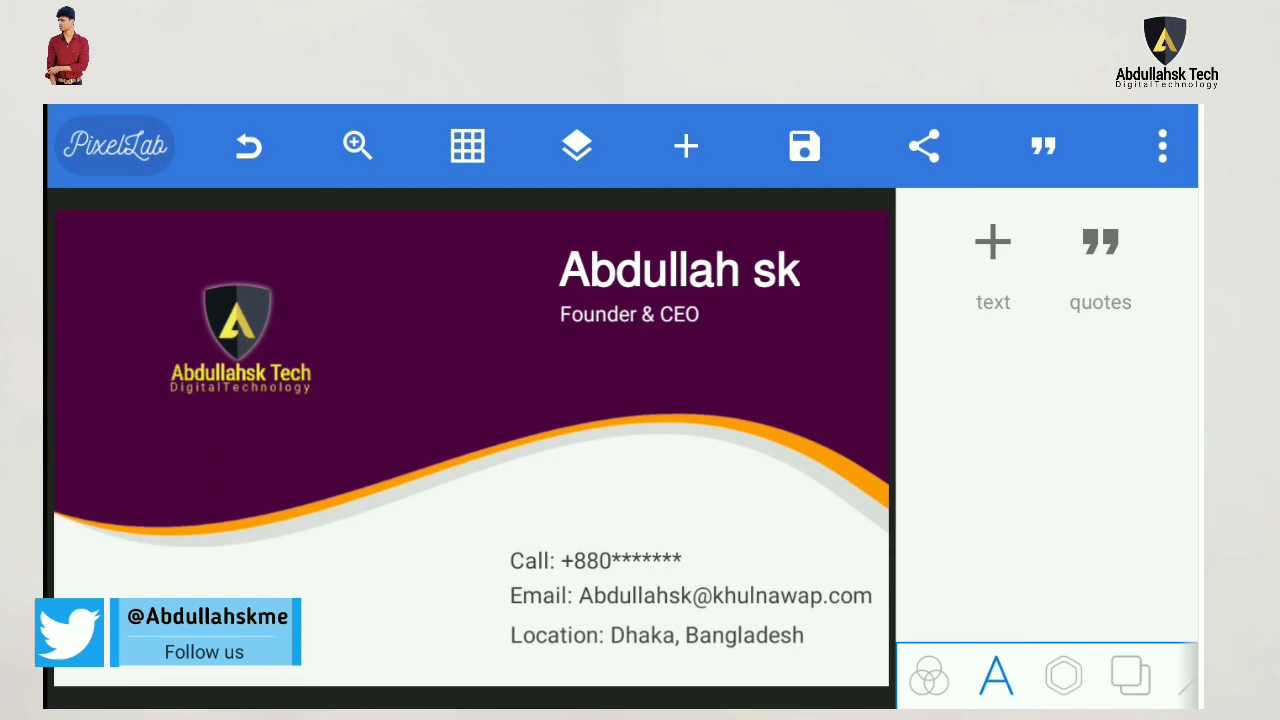 Abdullahsk Tech
DigitalTechnology
PixelLab
Abdullah sk
Founder & CEO
text
quotes
Abdullahsk Tech
DigitalTechnology
Call: +880*******
Email: Abdullahsk@khulnawap.com
Location: Dhaka, Bangladesh
@Abdullahskme
Follow us